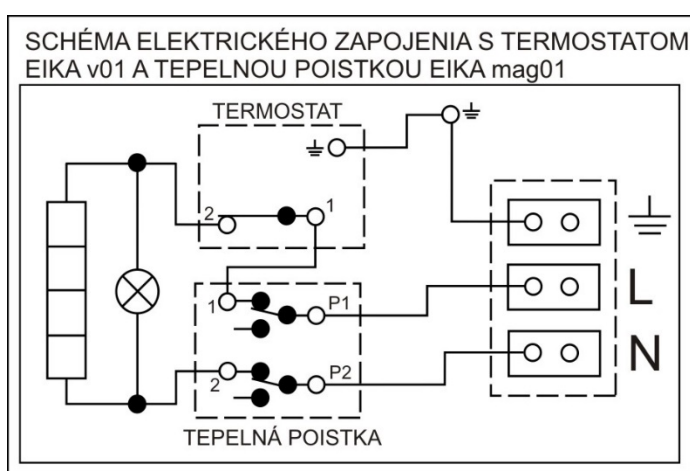 SCHÉMA ELEKTRICKÉHO ZAPOJENIA S TERMOSTATOM
EIKA v01 A TEPELNOU POISTKOU EIKA mag01
TERMOSTAT
2
1
1
P1
L
2
P2
N
TEPELNÁ POISTKA